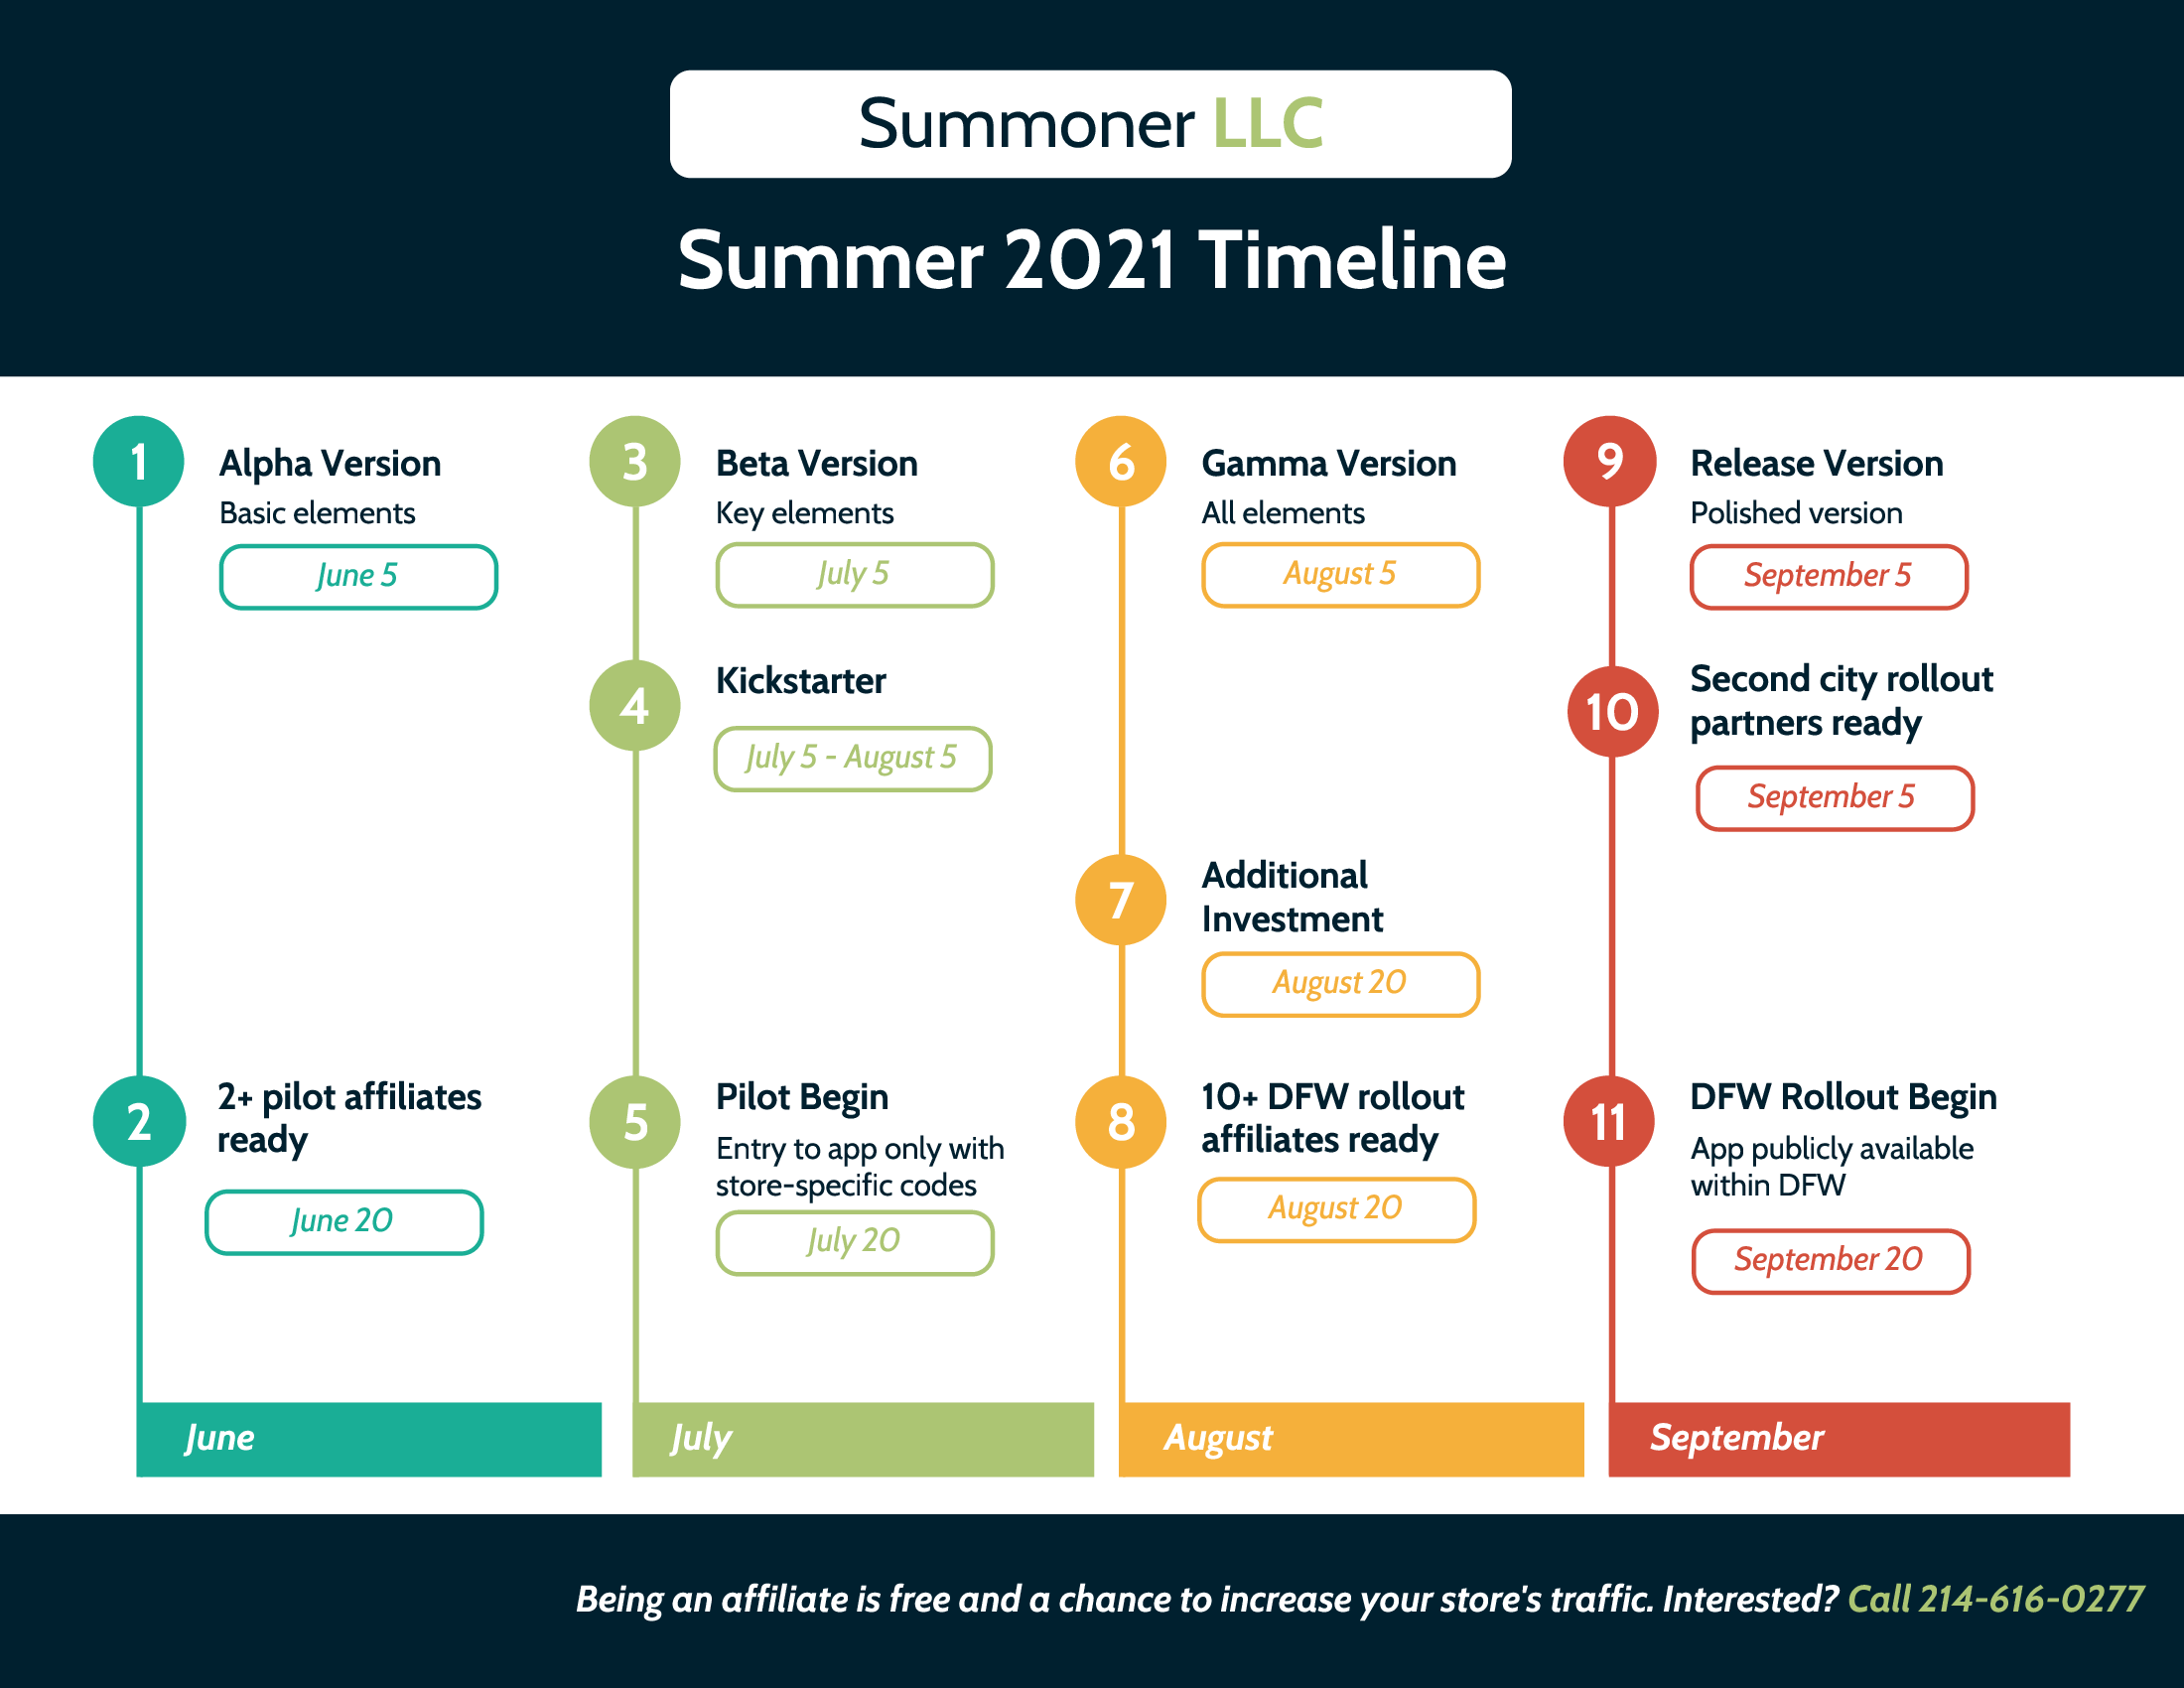 Summoner LLC
Summer 2021 Timeline
1
Alpha Version
Basic elements
June 5
2
2+ pilot affiliates
ready
June 20
June
3
Beta Version
Key elements
July 5
4
Kickstarter
July 5 - August 5
5
Pilot Begin
Entry to app only with
store-specific codes
July 20
July
6
Gamma Version
All elements
August 5
7
Additional
Investment
August 20
8
10+ DFW rollout
affiliates ready
August 20
August
9
Release Version
Polished version
September 5
10
Second city rollout
partners ready
September 5
11
DFW Rollout Begin
App publicly available
within DFW
September 20
September
Being an affiliate is free and a chance to increase your store's traffic. Interested? Call 214-616-0277